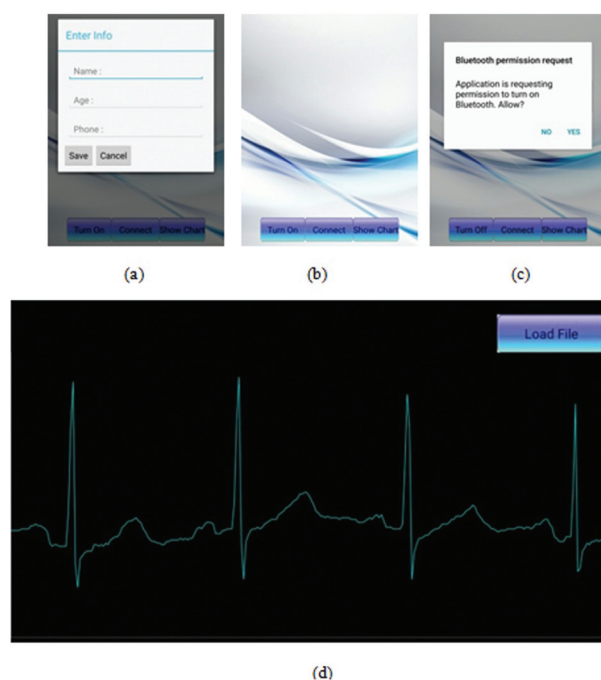 Enter Info
Name :
Age :
Phone :
Save Cancel
Turn On Connect Show Chart
(a)
Turn On Connect Show Chart
(b)
Bluetooth permission request
Application is requesting
permission to turn on
Bluetooth. Allow?
NO YES
Turn Off Connect Show Chart
(c)
Load File
(d)